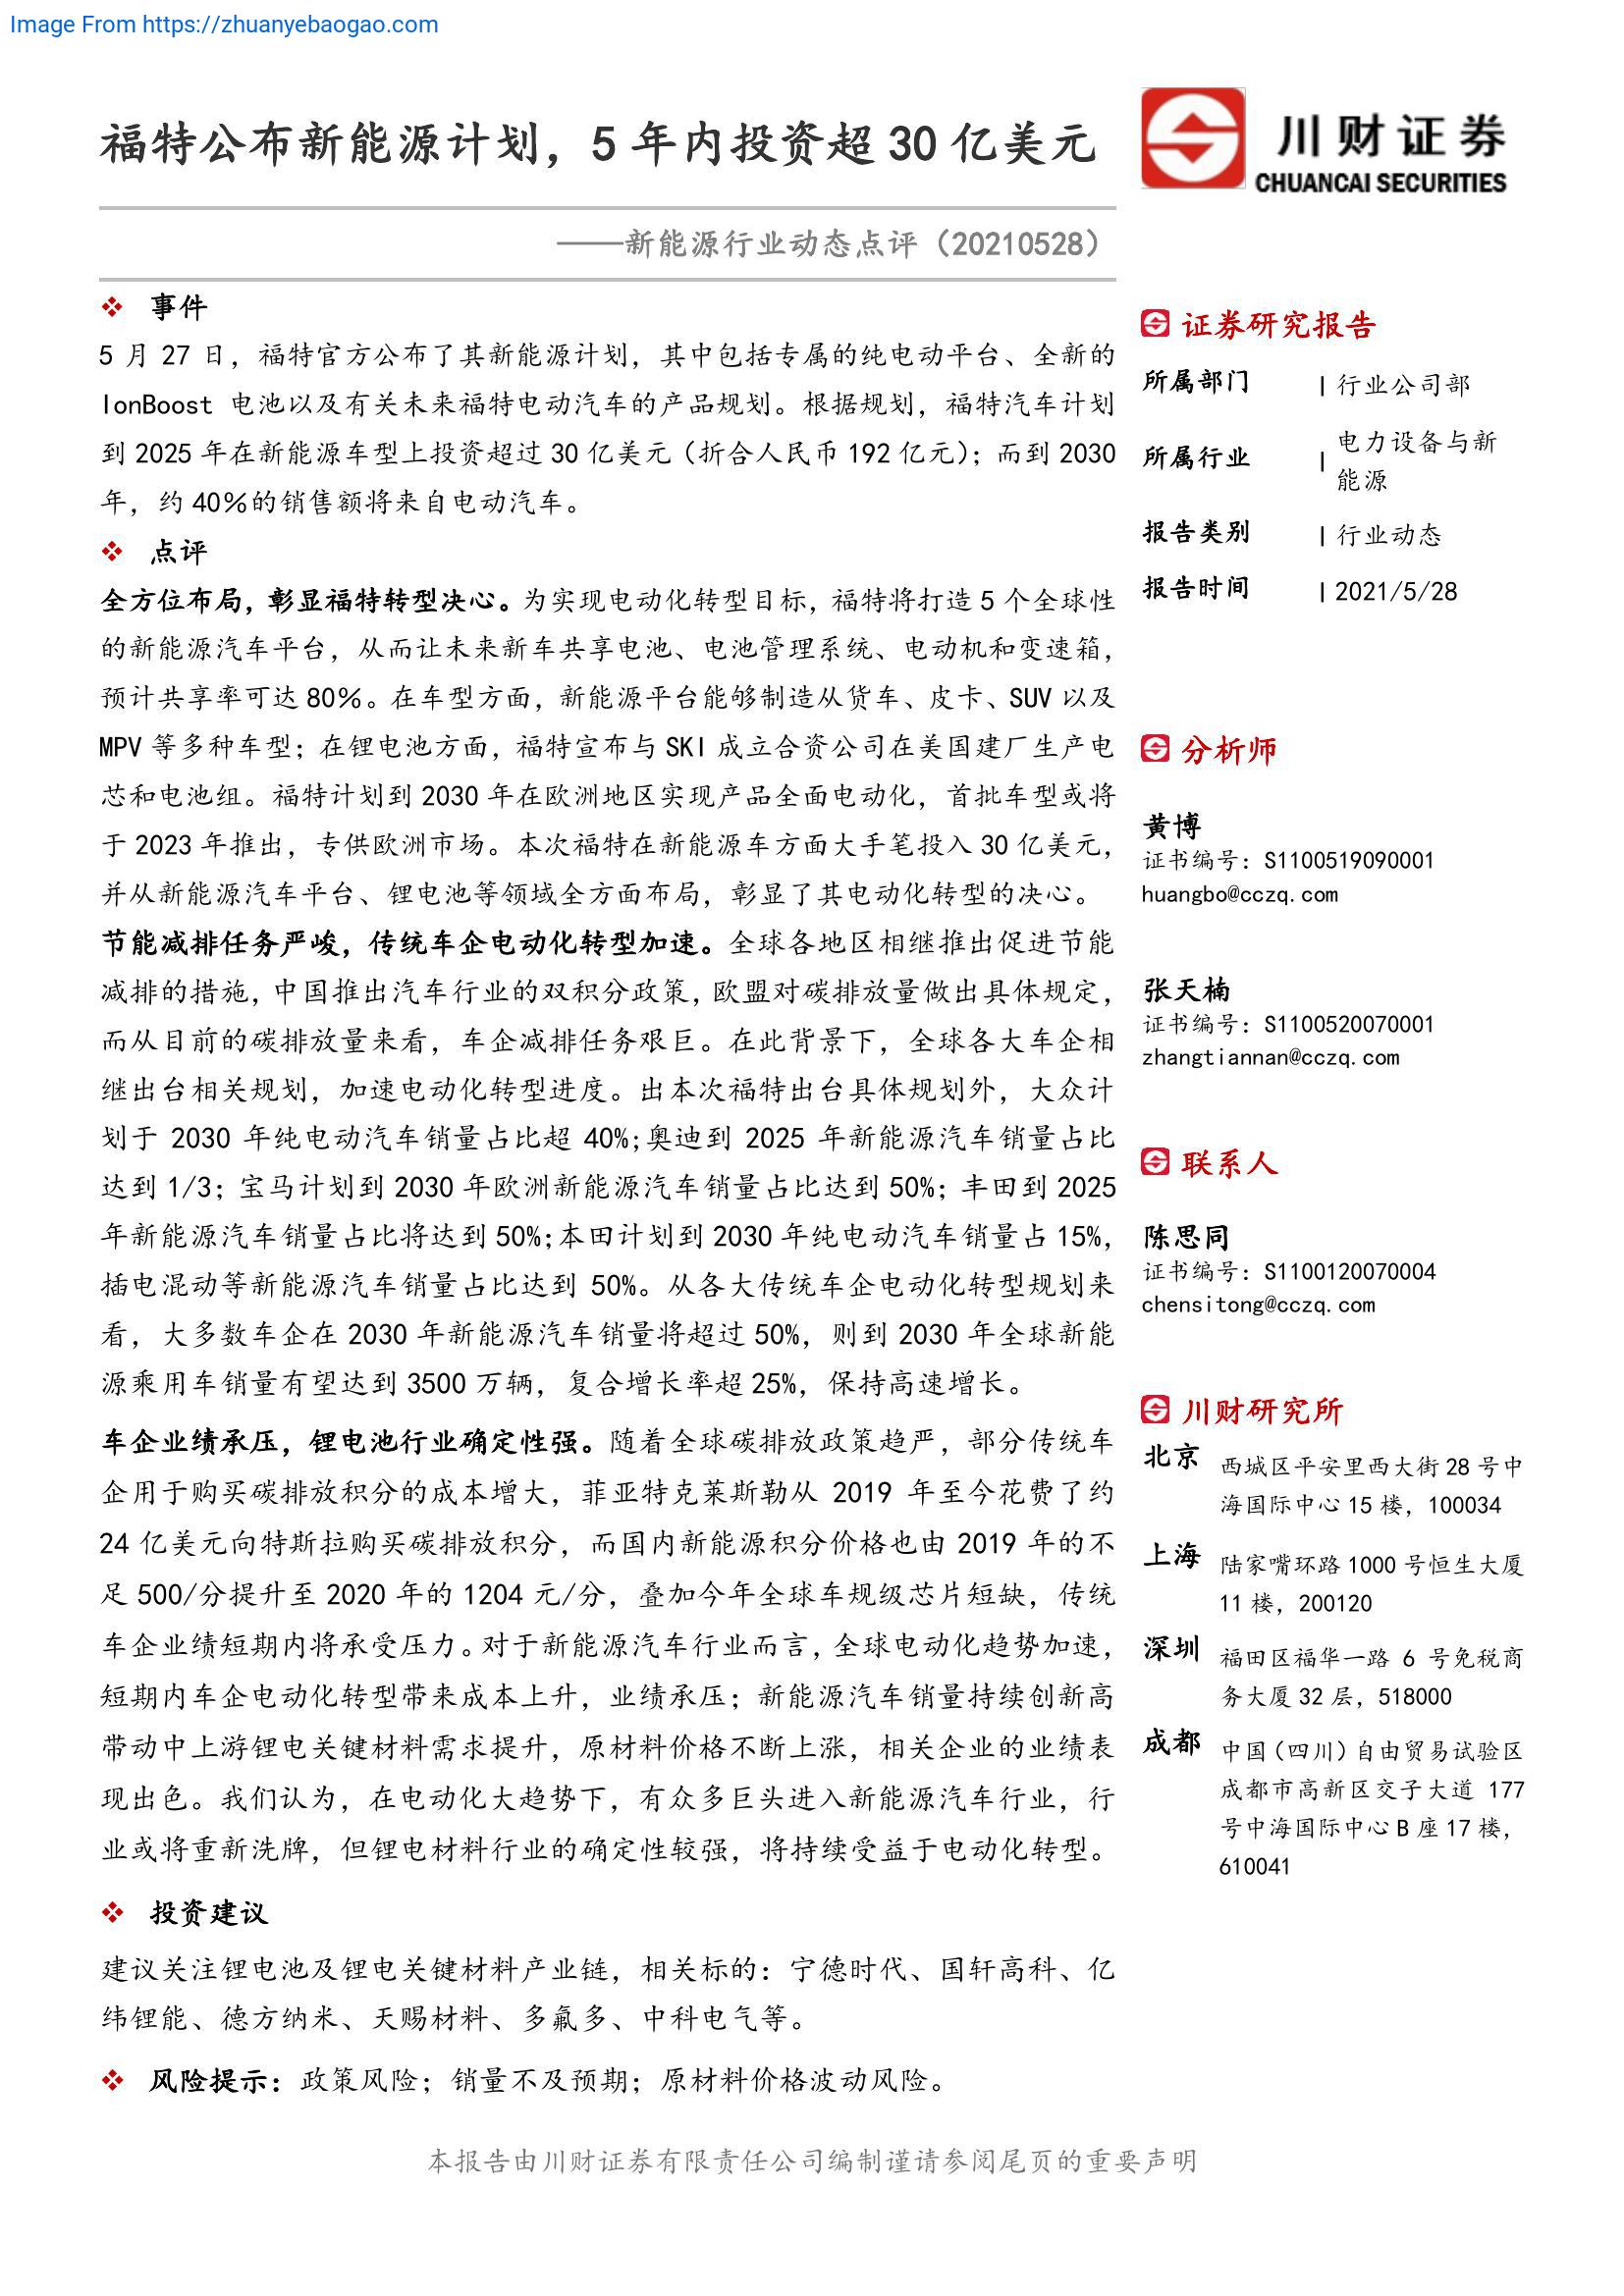 Image From https://zhuanyebaogao.com
福特公布新能源计划，5 年内投资超 30 亿美元
川财证券
CHUANCAI SECURITIES
——新能源行业动态点评（20210528）
❖ 事件
5 月 27 日，福特官方公布了其新能源计划，其中包括专属的纯电动平台、全新的
IonBoost 电池以及有关未来福特电动汽车的产品规划。根据规划，福特汽车计划
到 2025 年在新能源车型上投资超过 30 亿美元（折合人民币 192 亿元）；而到 2030
年，约 40%的销售额将来自电动汽车。
❖ 点评
全方位布局，彰显福特转型决心。为实现电动化转型目标，福特将打造 5 个全球性
的新能源汽车平台，从而让未来新车共享电池、电池管理系统、电动机和变速箱，
预计共享率可达 80%。在车型方面，新能源平台能够制造从货车、皮卡、SUV 以及
MPV 等多种车型；在锂电池方面，福特宣布与 SKI 成立合资公司在美国建厂生产电
芯和电池组。福特计划到 2030 年在欧洲地区实现产品全面电动化，首批车型或将
于 2023 年推出，专供欧洲市场。本次福特在新能源车方面大手笔投入 30 亿美元，
并从新能源汽车平台、锂电池等领域全方面布局，彰显了其电动化转型的决心。
节能减排任务严峻，传统车企电动化转型加速。全球各地区相继推出促进节能
减排的措施，中国推出汽车行业的双积分政策，欧盟对碳排放量做出具体规定，
而从目前的碳排放量来看，车企减排任务艰巨。在此背景下，全球各大车企相
继出台相关规划，加速电动化转型进度。出本次福特出台具体规划外，大众计
划于 2030 年纯电动汽车销量占比超 40%;奥迪到 2025 年新能源汽车销量占比
达到 1/3；宝马计划到 2030 年欧洲新能源汽车销量占比达到 50%；丰田到 2025
年新能源汽车销量占比将达到 50%;本田计划到 2030 年纯电动汽车销量占 15%，
插电混动等新能源汽车销量占比达到 50%。从各大传统车企电动化转型规划来
看，大多数车企在 2030 年新能源汽车销量将超过 50%，则到 2030 年全球新能
源乘用车销量有望达到 3500 万辆，复合增长率超 25%，保持高速增长。
车企业绩承压，锂电池行业确定性强。随着全球碳排放政策趋严，部分传统车
企用于购买碳排放积分的成本增大，菲亚特克莱斯勒从 2019 年至今花费了约
24 亿美元向特斯拉购买碳排放积分，而国内新能源积分价格也由 2019 年的不
足 500/分提升至 2020 年的 1204 元/分，叠加今年全球车规级芯片短缺，传统
车企业绩短期内将承受压力。对于新能源汽车行业而言，全球电动化趋势加速，
短期内车企电动化转型带来成本上升，业绩承压；新能源汽车销量持续创新高
带动中上游锂电关键材料需求提升，原材料价格不断上涨，相关企业的业绩表
现出色。我们认为，在电动化大趋势下，有众多巨头进入新能源汽车行业，行
业或将重新洗牌，但锂电材料行业的确定性较强，将持续受益于电动化转型。
❖ 投资建议
建议关注锂电池及锂电关键材料产业链，相关标的：宁德时代、国轩高科、亿
纬锂能、德方纳米、天赐材料、多氟多、中科电气等。
❖ 风险提示：政策风险；销量不及预期；原材料价格波动风险。
证券研究报告
所属部门 | 行业公司部
所属行业 | 电力设备与新
能源
报告类别 | 行业动态
报告时间 | 2021/5/28
分析师
黄博
证书编号：S1100519090001
huangbo@cczq.com
张天楠
证书编号：S1100520070001
zhangtiannan@cczq.com
联系人
陈思同
证书编号：S1100120070004
chensitong@cczq.com
川财研究所
北京 西城区平安里西大街 28 号中
海国际中心 15 楼，100034
上海 陆家嘴环路 1000 号恒生大厦
11 楼，200120
深圳 福田区福华一路 6 号免税商
务大厦 32 层，518000
成都 中国（四川）自由贸易试验区
成都市高新区交子大道 177
号中海国际中心 B 座 17 楼，
610041
本报告由川财证券有限责任公司编制谨请参阅尾页的重要声明